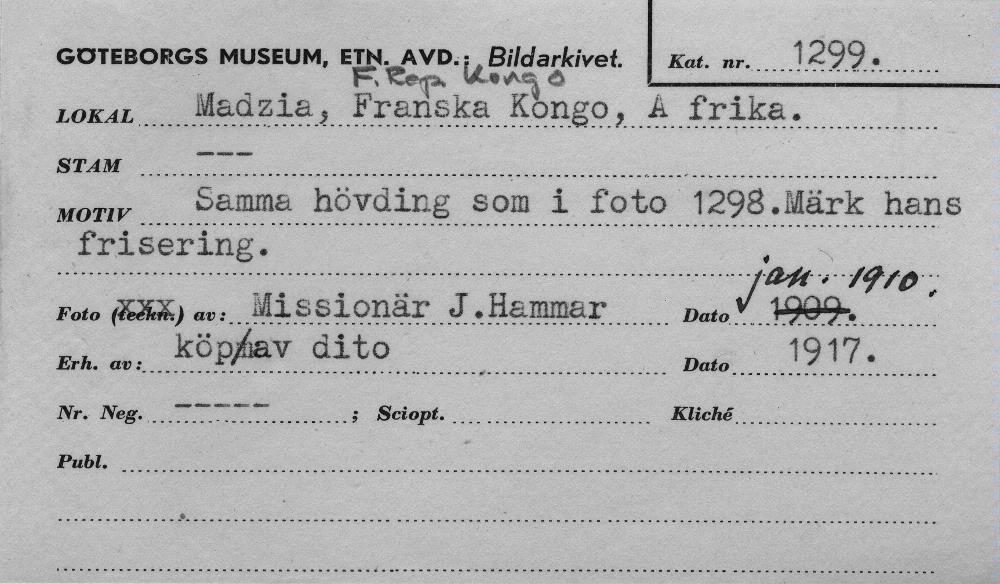 GÖTEBORGS MUSEUM, ETN. AVD.: Bildarkivet.
Kat. nr. 1299.
F. Rep. Kongo
LOKAL Madzia, Franska Kongo, A frika.
STAM ---
MOTIV Samma hövding som i foto 1298.Märk hans
frisering.
jan. 1910.
Foto (teckn.) av: Missionär J.Hammar Dato 1909.
Erh. av: köp/av dito Dato 1917.
Nr. Neg. -----; Sciopt. Kliché
Publ.